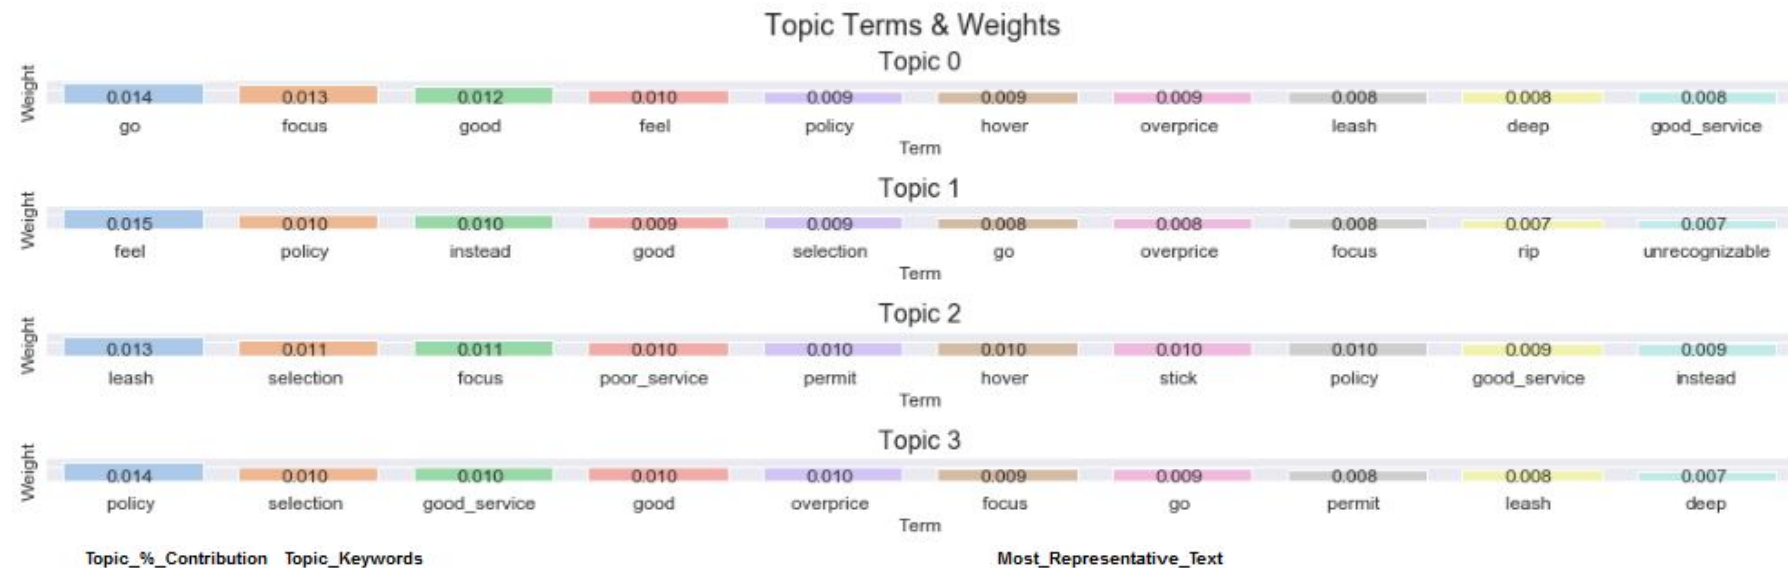 Topic Terms & Weights
Topic 0
Weight
0.014 0.013 0.012 0.010 0.009 0.009 0.009 0.008 0.008 0.008
go focus good feel policy hover overprice leash deep good_service
Term
Topic 1
Weight
0.015 0.010 0.010 0.009 0.009 0.008 0.008 0.008 0.007 0.007
feel policy instead good selection go overprice focus rip unrecognizable
Term
Topic 2
Weight
0.013 0.011 0.011 0.010 0.010 0.010 0.010 0.010 0.009 0.009
leash selection focus poor_service permit hover stick policy good_service instead
Term
Topic 3
Weight
0.014 0.010 0.010 0.010 0.010 0.009 0.009 0.008 0.008 0.007
policy selection good_service good overprice focus go permit leash deep
Term
Topic_%_Contribution Topic_Keywords Most_Representative_Text